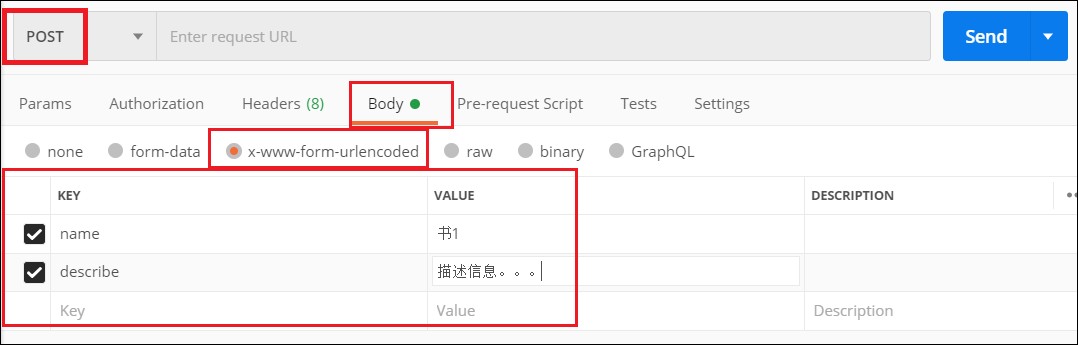 POST Enter request URL Send
Params Authorization Headers (8) Body Pre-request Script Tests Settings
none form-data x-www-form-urlencoded raw binary GraphQL
KEY VALUE DESCRIPTION
name 书1
describe 描述信息。。。
Key Value Description